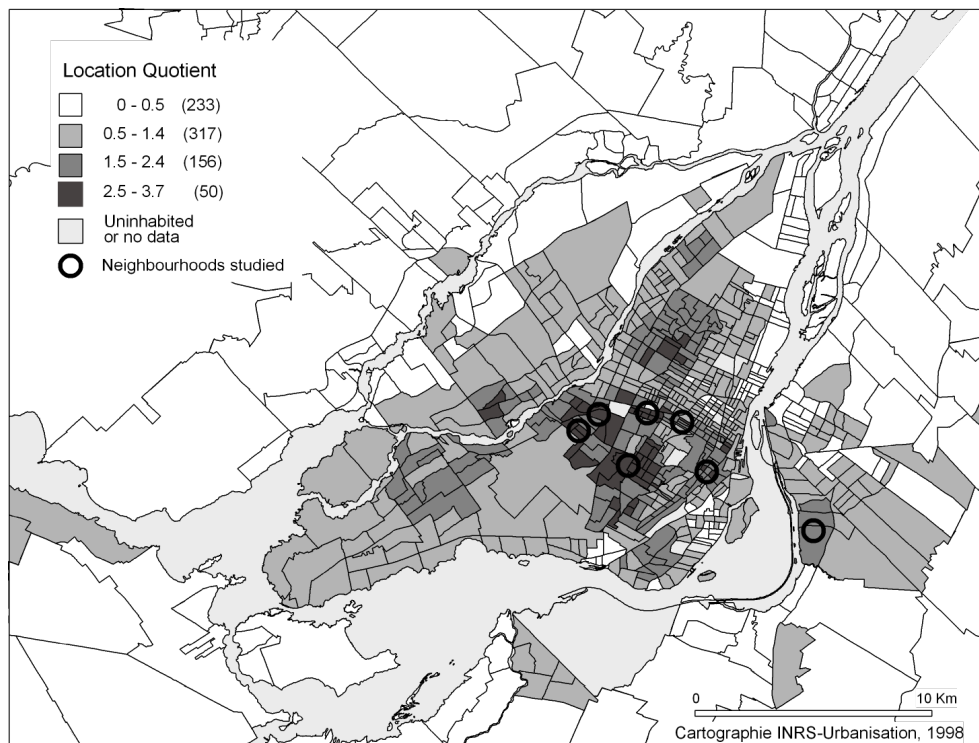 Location Quotient
0 - 0.5 (233)
0.5 - 1.4 (317)
1.5 - 2.4 (156)
2.5 - 3.7 (50)
Uninhabited
or no data
Neighbourhoods studied
0 10 Km
Cartographie INRS-Urbanisation, 1998